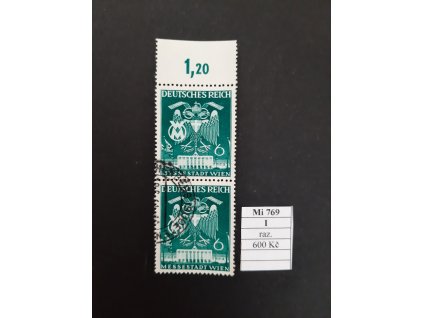 1,20
DEUTSCHES REICH
6
MESSESTADT WIEN
DEUTSCHES REICH
6
MESSESTADT WIEN
Mi 769
I
raz.
600 Kč